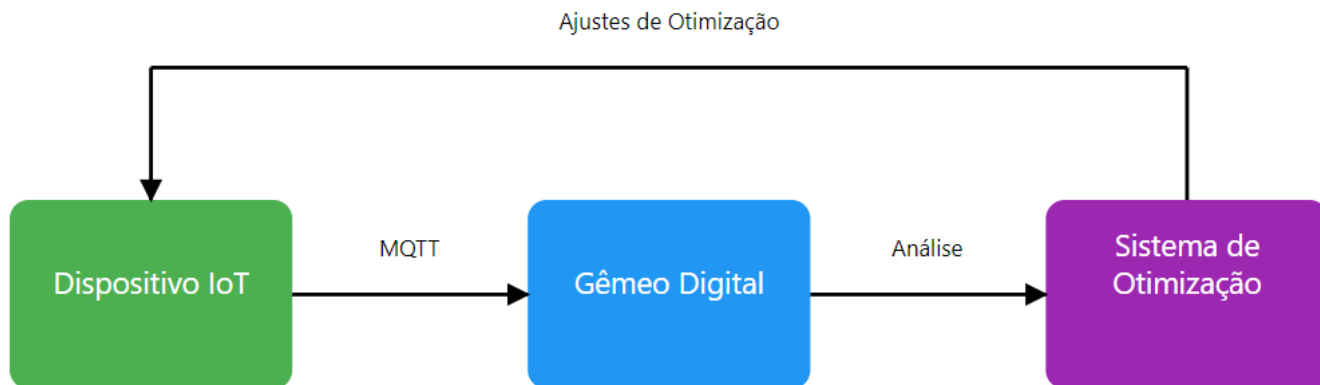 Ajustes de Otimização
Dispositivo IoT
MQTT
Gêmeo Digital
Análise
Sistema de
Otimização